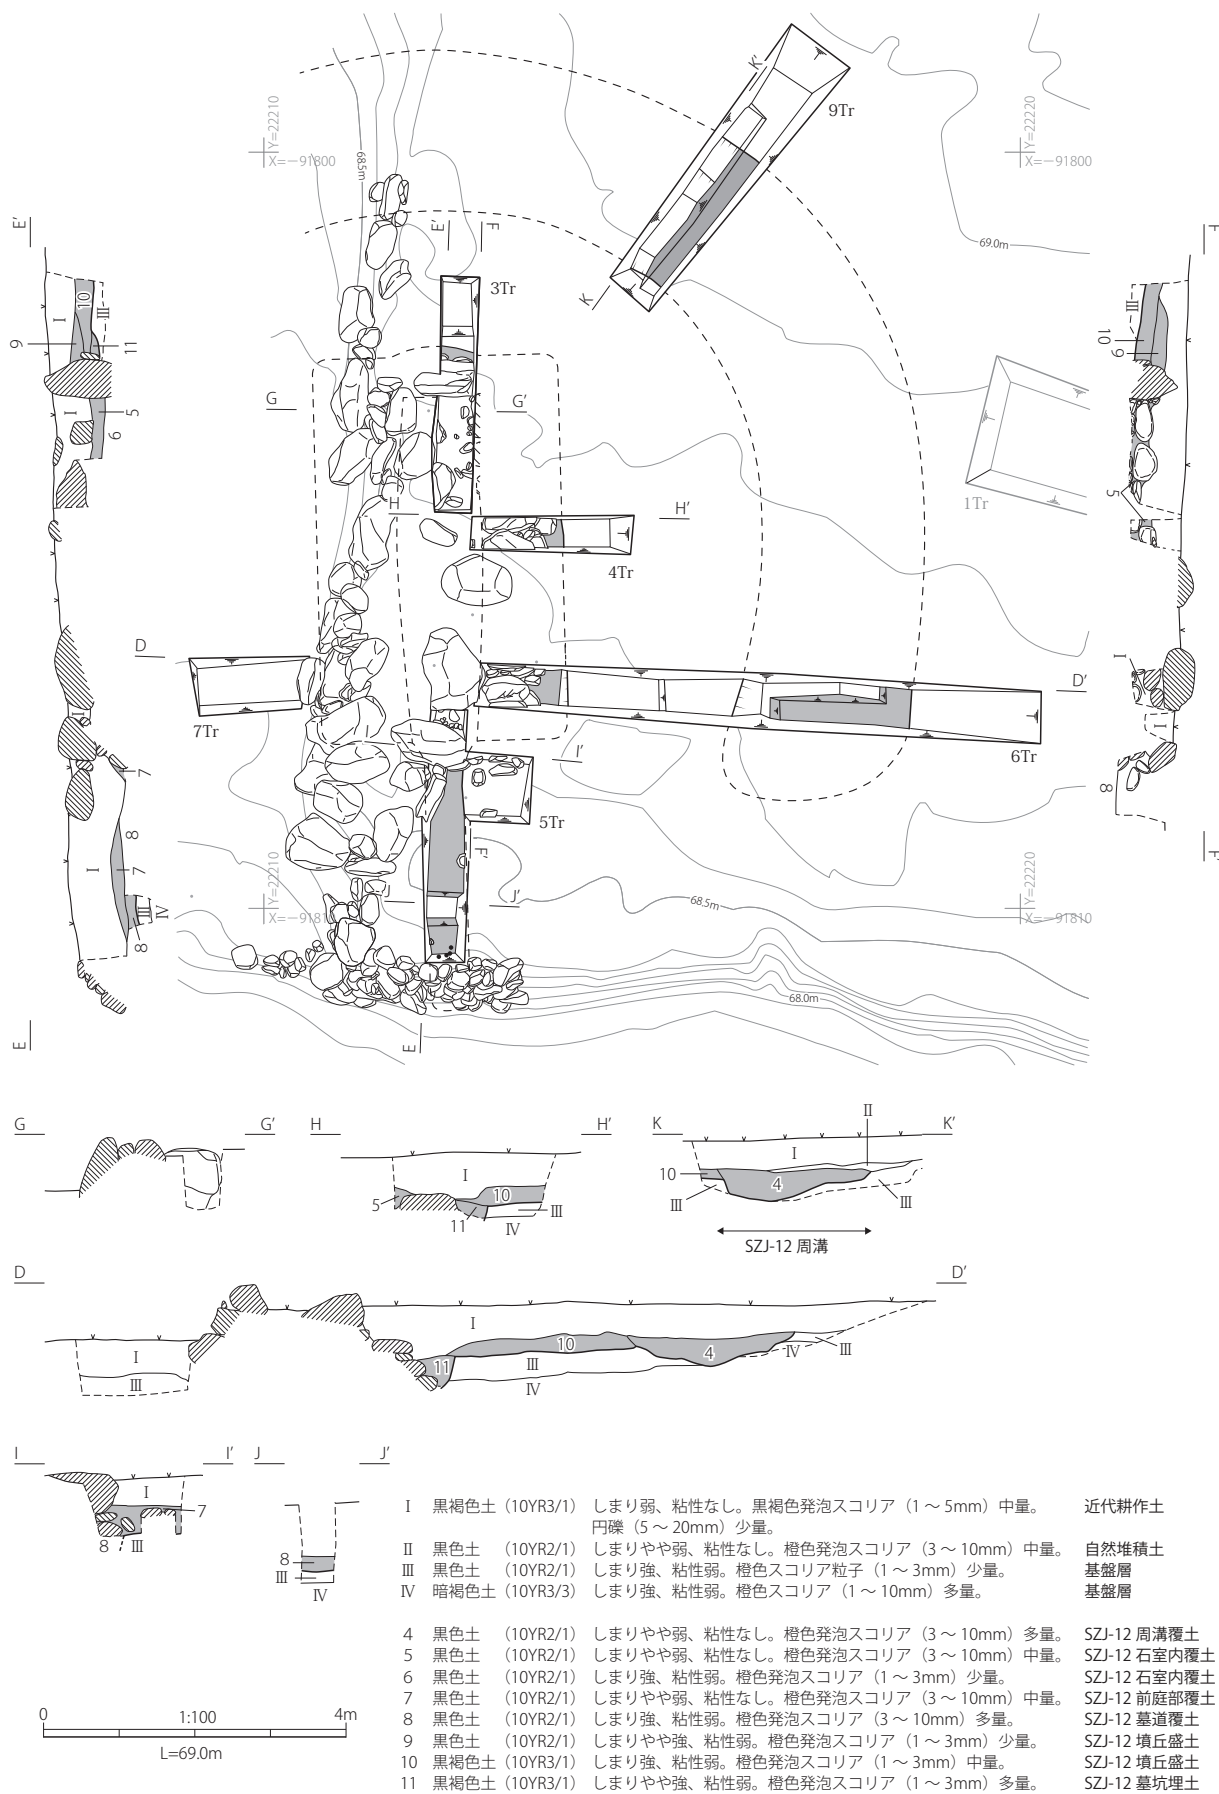 K'
9Tr
Y=22210
X=－91800
68.5m
Y=22220
X=－91800
E'
E'
F
F
69.0m
3Tr
10
Ⅲ
Ⅰ
9
11
Ⅲ
10
9
K
G
G'
Ⅰ
5
6
1Tr
5
H
H'
4Tr
D
D'
Ⅰ
Ⅰ
Ⅰ
7Tr
6Tr
I'
7
8
5Tr
F'
F'
8
Ⅰ
7
Y=22210
X=－91810
J
J'
68.5m
Y=22220
X=－91810
Ⅲ
Ⅳ
8
68.0m
E
E
G
G'
H
H'
K
K'
Ⅱ
Ⅰ
Ⅰ
10
4
Ⅲ
Ⅲ
5
10
11
Ⅲ
Ⅳ
SZJ-12 周溝
D
D'
Ⅰ
Ⅰ
10
4
Ⅲ
11
Ⅲ
Ⅳ
Ⅳ
Ⅲ
I
I'
J
J'
Ⅰ
7
8
Ⅲ
8
Ⅲ
Ⅳ
Ⅰ 黒褐色土（10YR3/1） しまり弱、粘性なし。黒褐色発泡スコリア（1～5mm）中量。 近代耕作土
円礫（5～20mm）少量。
Ⅱ 黒色土 （10YR2/1） しまりやや弱、粘性なし。橙色発泡スコリア（3～10mm）中量。 自然堆積土
Ⅲ 黒色土 （10YR2/1） しまり強、粘性弱。橙色スコリア粒子（1～3mm）少量。 基盤層
Ⅳ 暗褐色土（10YR3/3） しまり強、粘性弱。橙色スコリア（1～10mm）多量。 基盤層
4 黒色土 （10YR2/1） しまりやや弱、粘性なし。橙色発泡スコリア（3～10mm）多量。 SZJ-12 周溝覆土
5 黒色土 （10YR2/1） しまりやや弱、粘性なし。橙色発泡スコリア（3～10mm）中量。 SZJ-12 石室内覆土
6 黒色土 （10YR2/1） しまり強、粘性弱。橙色発泡スコリア（1～3mm）少量。 SZJ-12 石室内覆土
7 黒色土 （10YR2/1） しまりやや弱、粘性なし。橙色発泡スコリア（3～10mm）中量。 SZJ-12 前庭部覆土
8 黒色土 （10YR2/1） しまり強、粘性弱。橙色発泡スコリア（3～10mm）多量。 SZJ-12 墓道覆土
9 黒色土 （10YR2/1） しまりやや強、粘性弱。橙色発泡スコリア（1～3mm）少量。 SZJ-12 墳丘盛土
10 黒褐色土（10YR3/1） しまり強、粘性弱。橙色発泡スコリア（1～3mm）中量。 SZJ-12 墳丘盛土
11 黒褐色土（10YR3/1） しまりやや強、粘性弱。橙色発泡スコリア（1～3mm）多量。 SZJ-12 墓坑埋土
0 1:100 4m
L=69.0m